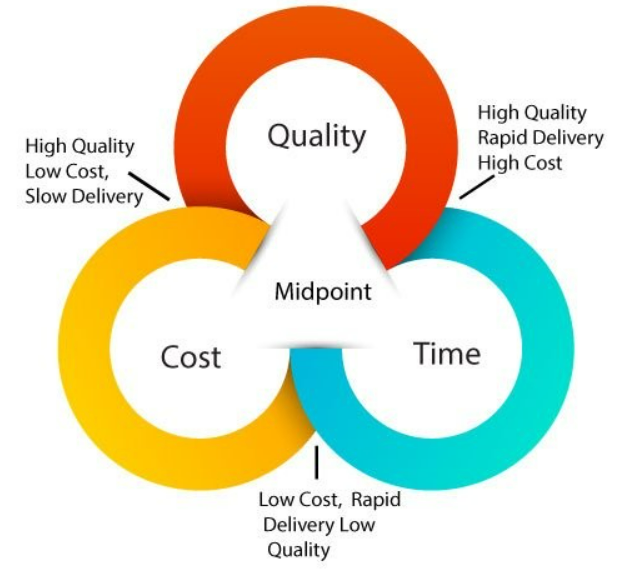 Quality
High Quality
Rapid Delivery
High Cost
High Quality
Low Cost,
Slow Delivery
Midpoint
Cost
Time
Low Cost, Rapid
Delivery Low
Quality